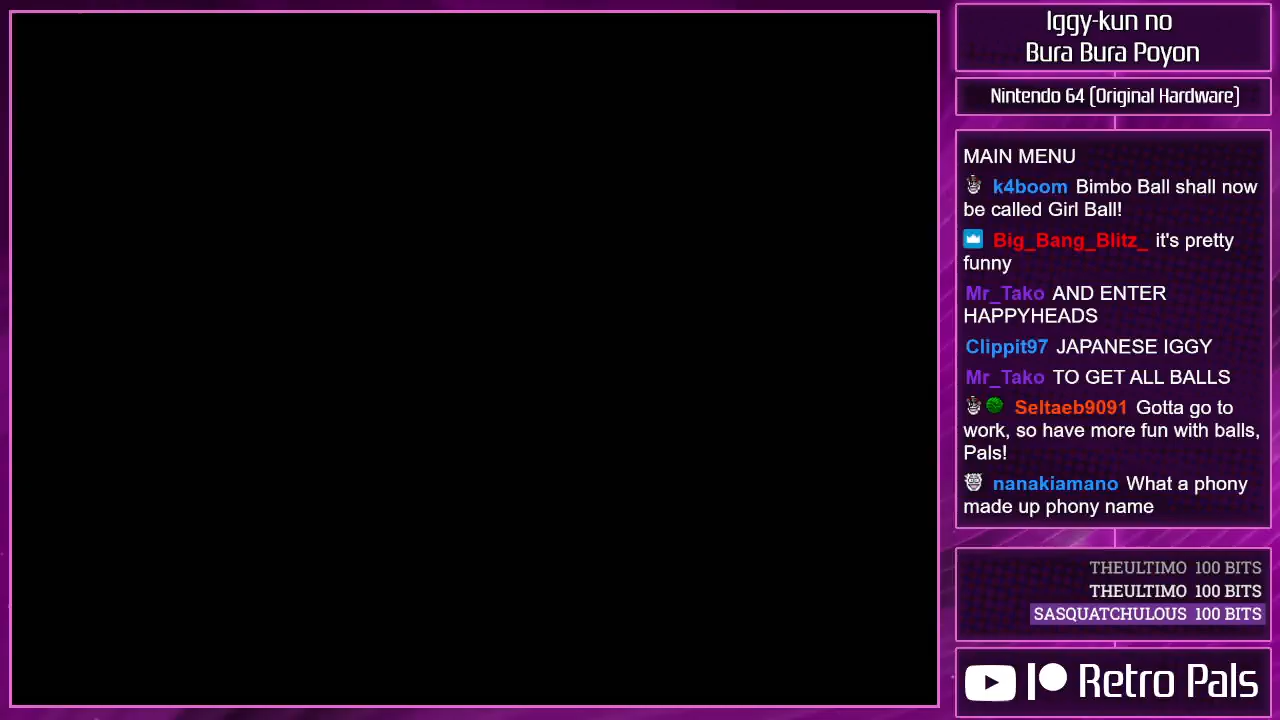 Iggy-kun no
Bura Bura Poyon
Nintendo 64 (Original Hardware)
MAIN MENU
k4boom Bimbo Ball shall now
be called Girl Ball!
Big_Bang_Blitz_ it's pretty
funny
Mr_Tako AND ENTER
HAPPYHEADS
Clippit97 JAPANESE IGGY
Mr_Tako TO GET ALL BALLS
Seltaeb9091 Gotta go to
work, so have more fun with balls,
Pals!
nanakiamano What a phony
made up phony name
THEULTIMO 100 BITS
THEULTIMO 100 BITS
SASQUATCHULOUS 100 BITS
Retro Pals